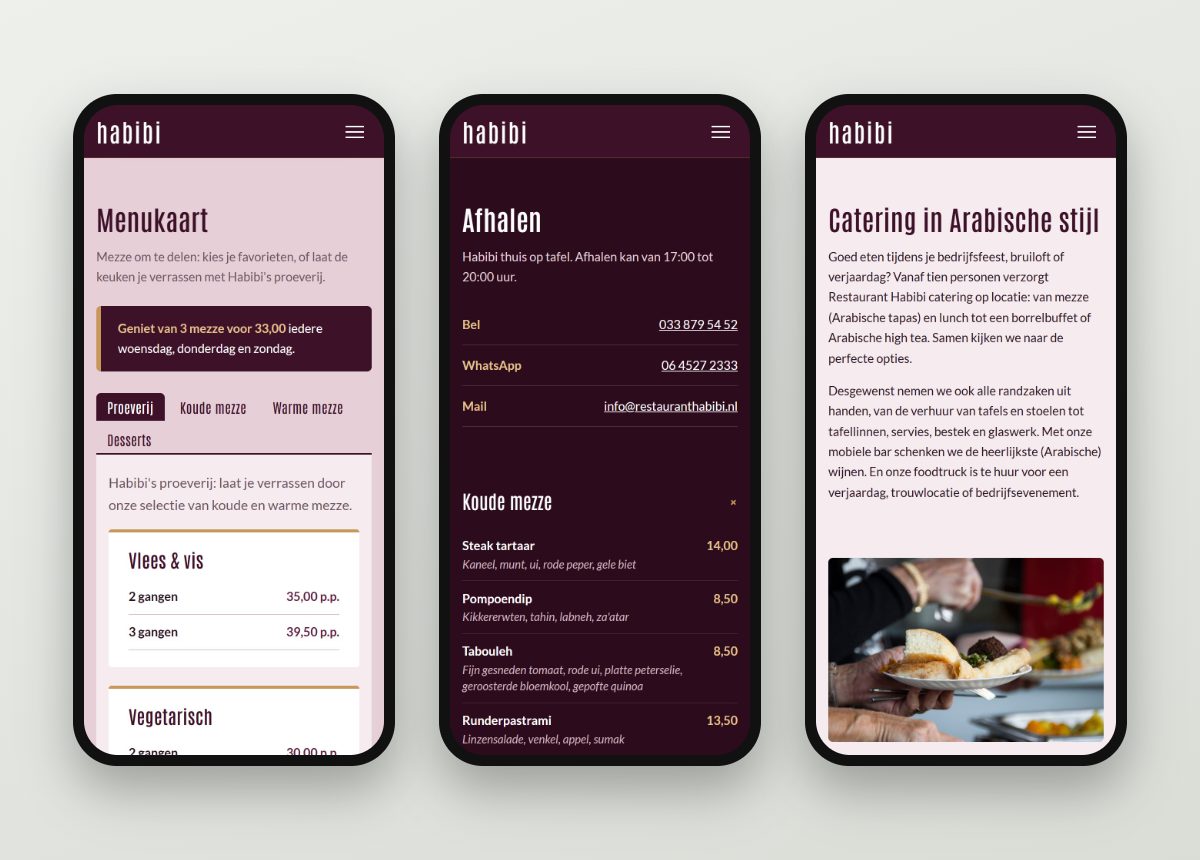 habibi
Menukaart
Mezze om te delen: kies je favorieten, of laat de
keuken je verrassen met Habibi's proeverij.
Geniet van 3 mezze voor 33,00 iedere
woensdag, donderdag en zondag.
Proeverij Koude mezze Warme mezze
Desserts
Habibi's proeverij: laat je verrassen door
onze selectie van koude en warme mezze.
Vlees & vis
2 gangen 35,00 p.p.
3 gangen 39,50 p.p.
Vegetarisch
2 gangen 30,00 p.p.
habibi
Afhalen
Habibi thuis op tafel. Afhalen kan van 17:00 tot
20:00 uur.
Bel 033 879 54 52
WhatsApp 06 4527 2333
Mail info@restauranthabibi.nl
Koude mezze ×
Steak tartaar 14,00
Kaneel, munt, ui, rode peper, gele biet
Pompoendip 8,50
Kikkererwten, tahin, labneh, za'atar
Tabouleh 8,50
Fijn gesneden tomaat, rode ui, platte peterselie,
geroosterde bloemkool, gepofte quinoa
Runderpastrami 13,50
Linzensalade, venkel, appel, sumak
habibi
Catering in Arabische stijl
Goed eten tijdens je bedrijfsfeest, bruiloft of
verjaardag? Vanaf tien personen verzorgt
Restaurant Habibi catering op locatie: van mezze
(Arabische tapas) en lunch tot een borrelbuffet of
Arabische high tea. Samen kijken we naar de
perfecte opties.
Desgewenst nemen we ook alle randzaken uit
handen, van de verhuur van tafels en stoelen tot
tafellinnen, servies, bestek en glaswerk. Met onze
mobiele bar schenken we de heerlijkste (Arabische)
wijnen. En onze foodtruck is te huur voor een
verjaardag, trouwlocatie of bedrijfsevenement.